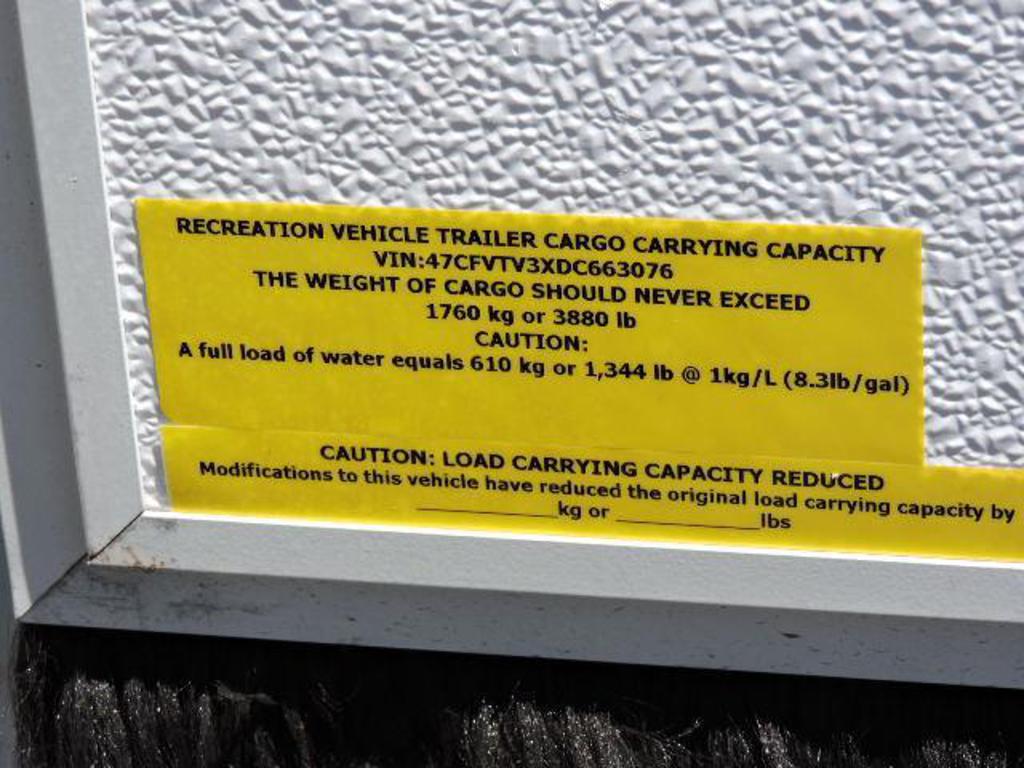 RECREATION VEHICLE TRAILER CARGO CARRYING CAPACITY
VIN:47CFVTV3XDC663076
THE WEIGHT OF CARGO SHOULD NEVER EXCEED
1760 kg or 3880 lb
CAUTION:
A full load of water equals 610 kg or 1,344 lb @ 1kg/L (8.3lb/gal)
CAUTION: LOAD CARRYING CAPACITY REDUCED
Modifications to this vehicle have reduced the original load carrying capacity by
____________kg or ____________lbs